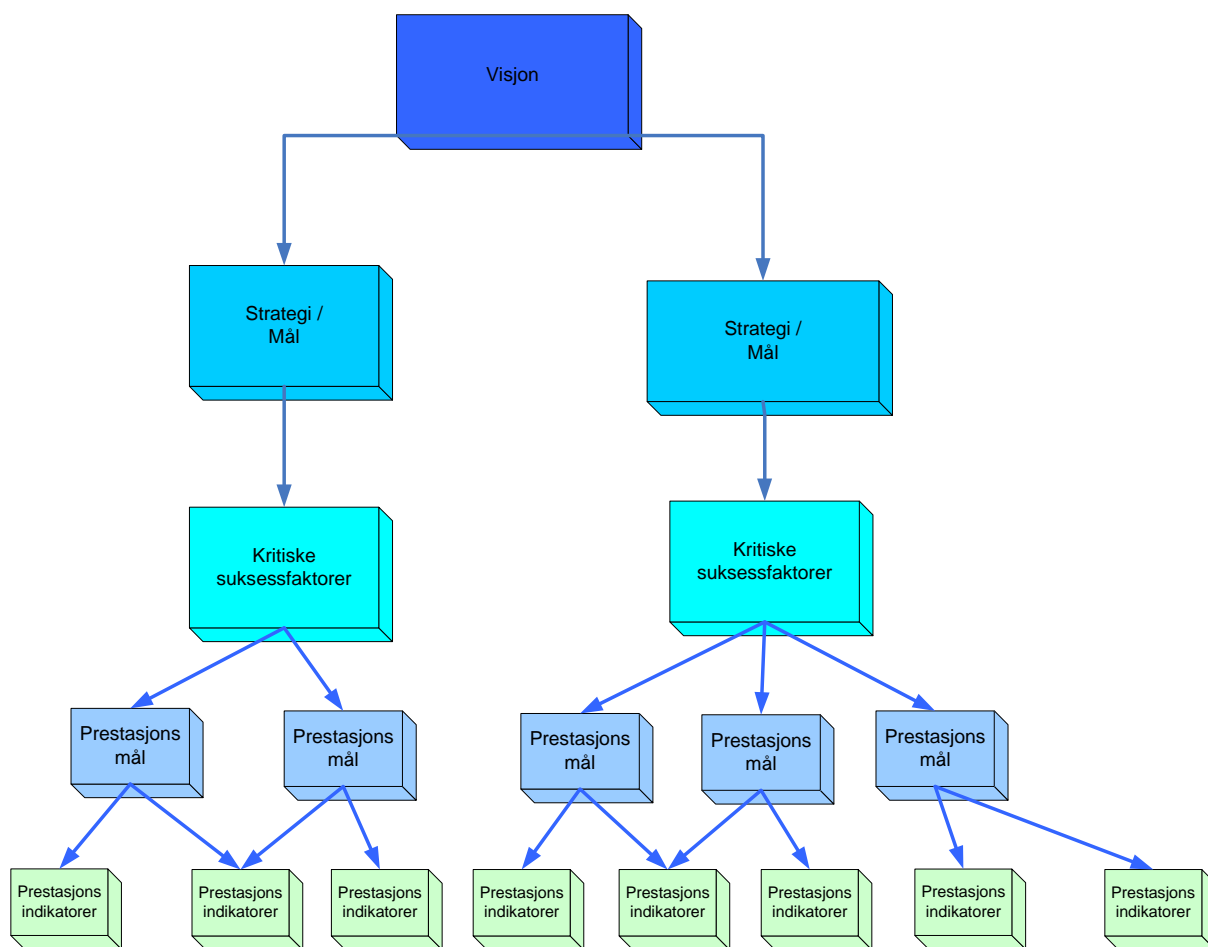 Visjon
Strategi /
Mål
Strategi /
Mål
Kritiske
suksessfaktorer
Kritiske
suksessfaktorer
Prestasjons
mål
Prestasjons
mål
Prestasjons
mål
Prestasjons
mål
Prestasjons
mål
Prestasjons
indikatorer
Prestasjons
indikatorer
Prestasjons
indikatorer
Prestasjons
indikatorer
Prestasjons
indikatorer
Prestasjons
indikatorer
Prestasjons
indikatorer
Prestasjons
indikatorer